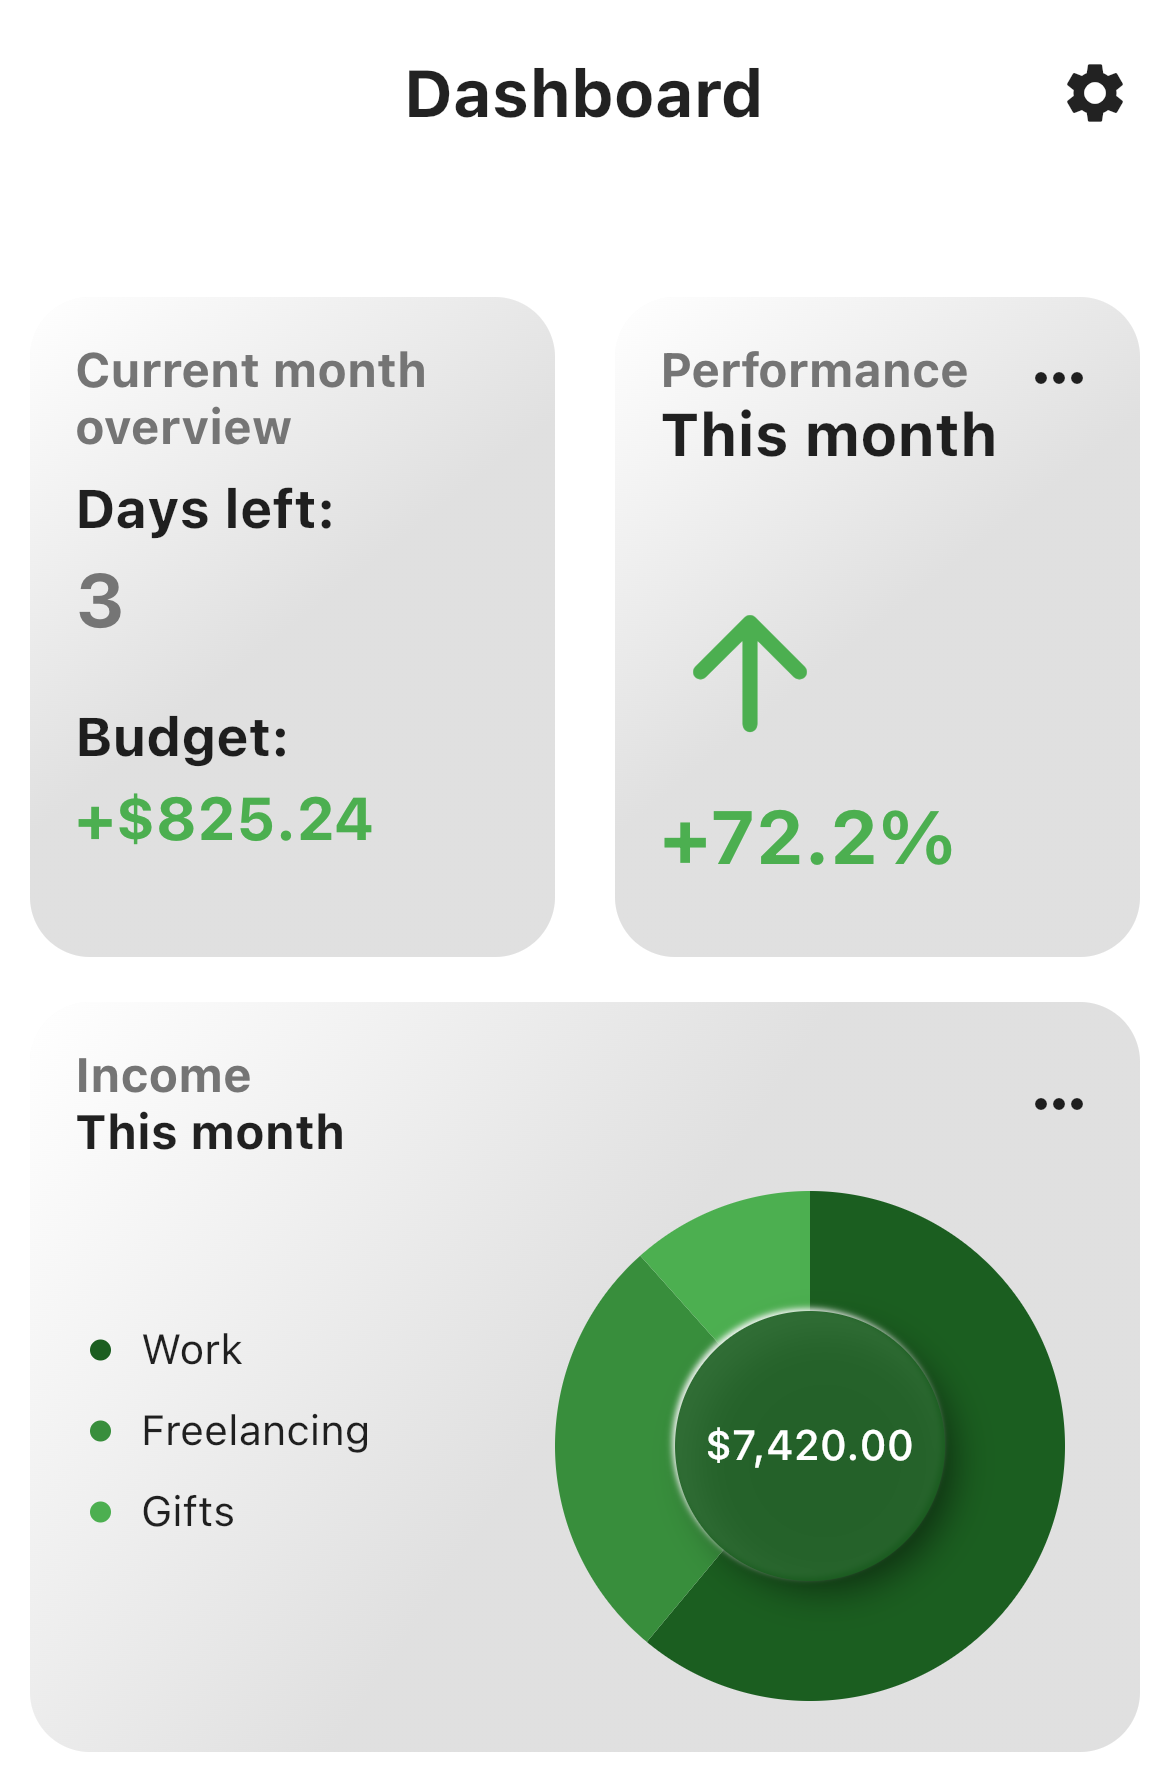 Dashboard
Current month
overview
Days left:
3
Budget:
+$825.24
Performance
This month
+72.2%
Income
This month
Work
Freelancing
Gifts
$7,420.00